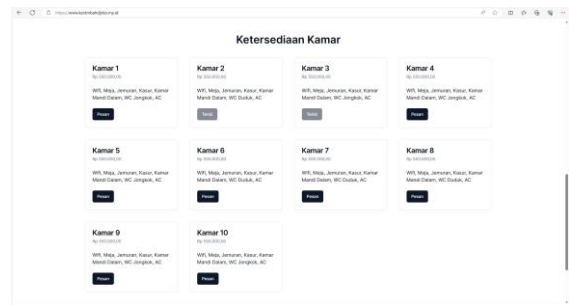 Ketersediaan Kamar
Kamar 1
Wifi, Meja, Jemuran, Kasur, Kamar
Mandi Dalam, WC Jongkok, AC
Pesan
Kamar 2
Wifi, Meja, Jemuran, Kasur, Kamar
Mandi Dalam, WC Duduk, AC
Terisi
Kamar 3
Wifi, Meja, Jemuran, Kasur, Kamar
Mandi Dalam, WC Jongkok, AC
Terisi
Kamar 4
Wifi, Meja, Jemuran, Kasur, Kamar
Mandi Dalam, WC Jongkok, AC
Pesan
Kamar 5
Wifi, Meja, Jemuran, Kasur, Kamar
Mandi Dalam, WC Jongkok, AC
Pesan
Kamar 6
Wifi, Meja, Jemuran, Kasur, Kamar
Mandi Dalam, WC Duduk, AC
Pesan
Kamar 7
Wifi, Meja, Jemuran, Kasur, Kamar
Mandi Dalam, WC Duduk, AC
Pesan
Kamar 8
Wifi, Meja, Jemuran, Kasur, Kamar
Mandi Dalam, WC Duduk, AC
Pesan
Kamar 9
Wifi, Meja, Jemuran, Kasur, Kamar
Mandi Dalam, WC Jongkok, AC
Pesan
Kamar 10
Wifi, Meja, Jemuran, Kasur, Kamar
Mandi Dalam, WC Jongkok, AC
Pesan